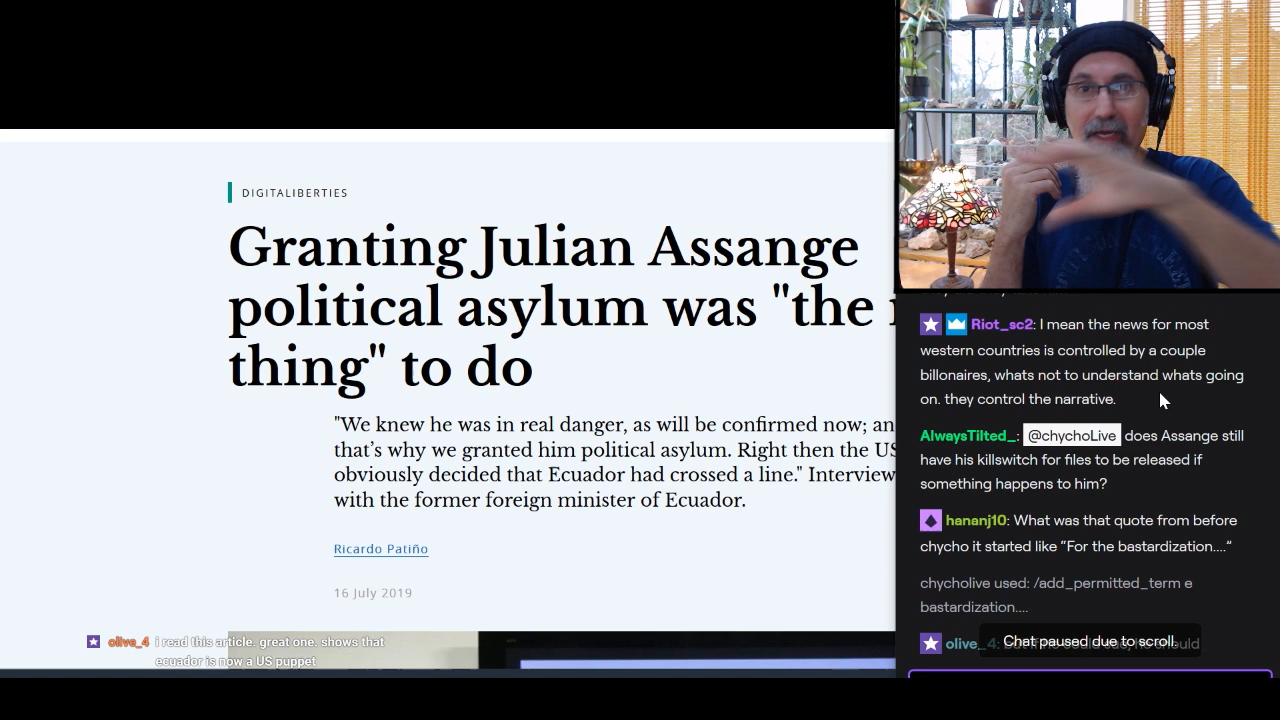 DIGITALIBERTIES
Granting Julian Assange
political asylum was "the
thing" to do
"We knew he was in real danger, as will be confirmed now; an
that's why we granted him political asylum. Right then the US
obviously decided that Ecuador had crossed a line." Interview
with the former foreign minister of Ecuador.
Ricardo Patiño
16 July 2019
olive_4 i read this article. great one. shows that
ecuador is now a US puppet
Riot_sc2: I mean the news for most
western countries is controlled by a couple
billonaires, whats not to understand whats going
on. they control the narrative.
AlwaysTilted_: @chychoLive does Assange still
have his killswitch for files to be released if
something happens to him?
hananj10: What was that quote from before
chycho it started like “For the bastardization....”
chycholive used: /add_permitted_term e
bastardization....
olive_4:
Chat paused due to scroll